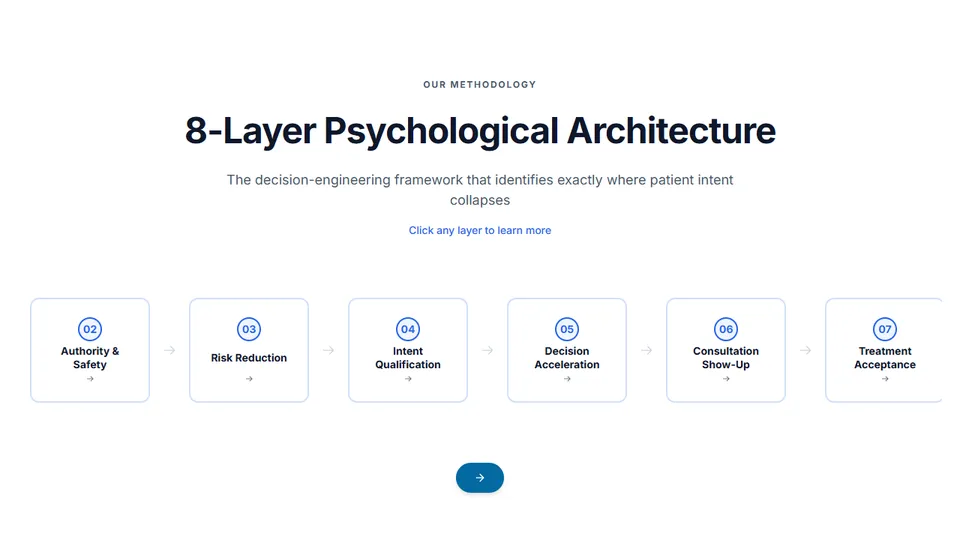 OUR METHODOLOGY
8-Layer Psychological Architecture
The decision-engineering framework that identifies exactly where patient intent
collapses
Click any layer to learn more
02
Authority &
Safety
→
→
03
Risk Reduction
→
→
04
Intent
Qualification
→
→
05
Decision
Acceleration
→
→
06
Consultation
Show-Up
→
→
07
Treatment
Acceptance
→
→